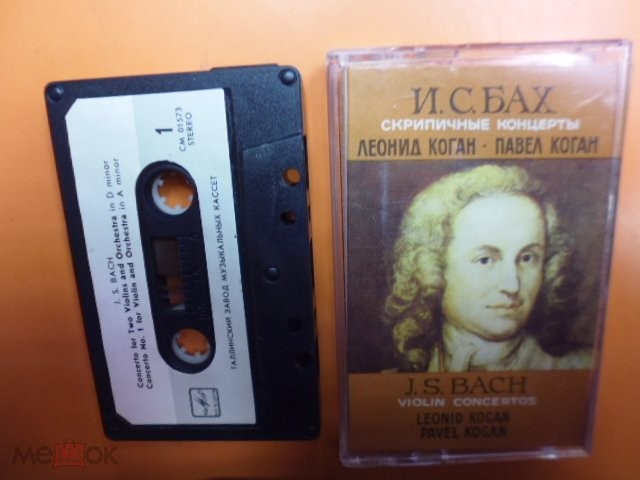 1
СМ 01573
STEREO
J. S. BACH
Concerto for Two Violins and Orchestra in D minor
Concerto No. 1 for Violin and Orchestra in A minor
ТАЛЛИНСКИЙ ЗАВОД МУЗЫКАЛЬНЫХ КАССЕТ
И.С.БАХ
СКРИПИЧНЫЕ КОНЦЕРТЫ
ЛЕОНИД КОГАН · ПАВЕЛ КОГАН
J.S. BACH
VIOLIN CONCERTOS
LEONID KOGAN
PAVEL KOGAN
мешок